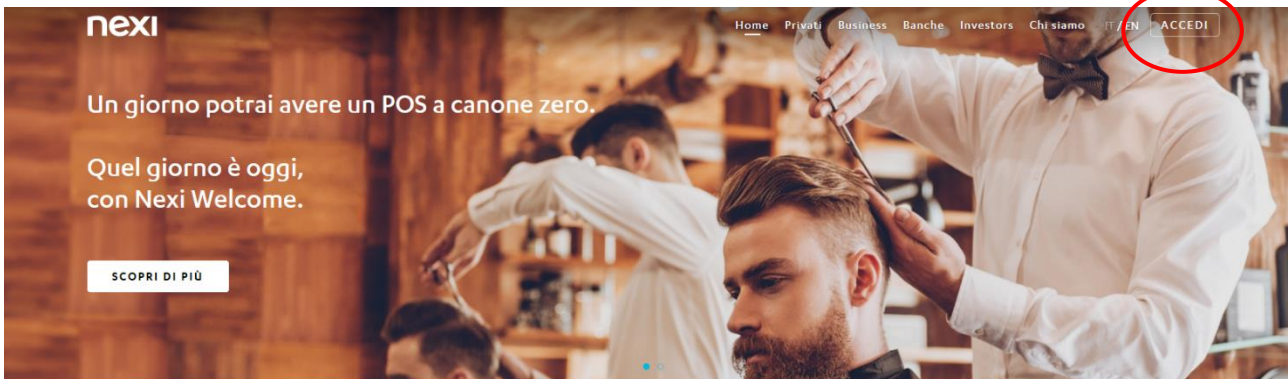 nexi
Home Privati Business Banche Investors Chi siamo IT / EN ACCEDI
Un giorno potrai avere un POS a canone zero.
Quel giorno è oggi,
con Nexi Welcome.
SCOPRI DI PIÙ